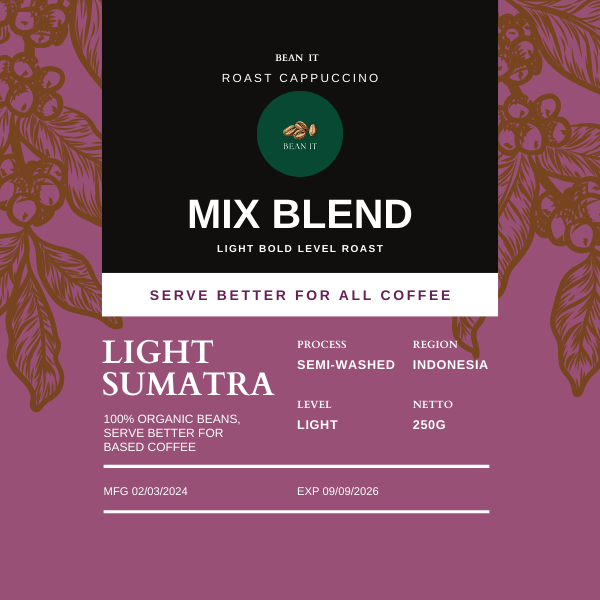 BEAN IT
ROAST CAPPUCCINO
BEAN IT
MIX BLEND
LIGHT BOLD LEVEL ROAST
SERVE BETTER FOR ALL COFFEE
LIGHT
SUMATRA
100% ORGANIC BEANS,
SERVE BETTER FOR
BASED COFFEE
PROCESS
SEMI-WASHED
REGION
INDONESIA
LEVEL
LIGHT
NETTO
250G
MFG 02/03/2024
EXP 09/09/2026